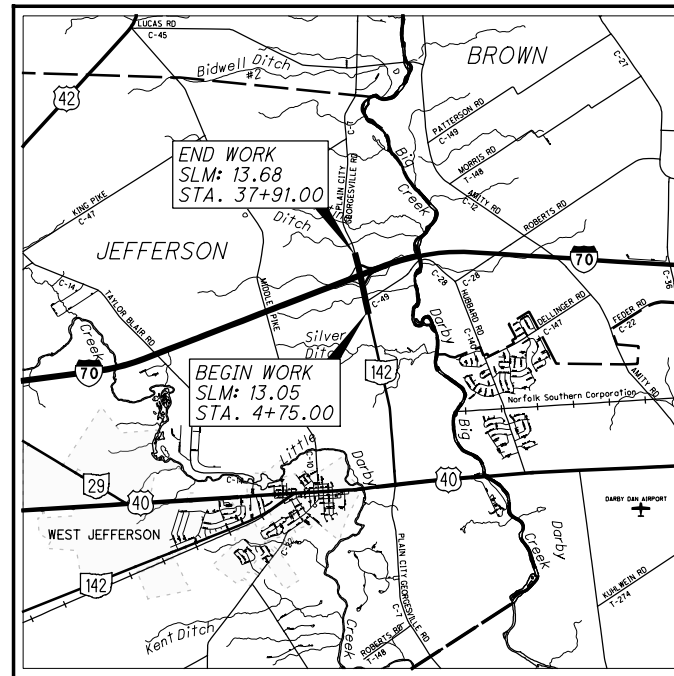 LUCAS RD
C-45
Bidwell Ditch
#2
BROWN
C-27
42
PATTERSON RD
C-149
C-7
Big
Creek
MORRIS RD
T-148
END WORK
SLM: 13.68
STA. 37+91.00
PLAIN CITY
GEORGESVILLE RD
KING PIKE
C-47
AMITY RD
C-12
ROBERTS RD
Ditch
JEFFERSON
70
C-14
TAYLOR BLAIR RD
MIDDLE PIKE
C-49
C-28
C-28
C-36
HUBBARD RD
C-140
DELLINGER RD
C-147
FEDER RD
C-22
Creek
Silver
Ditch
Darby
BEGIN WORK
SLM: 13.05
STA. 4+75.00
142
70
AMITY RD
Norfolk Southern Corporation
Big
Little
Darby
29
40
40
WEST JEFFERSON
DARBY DAN AIRPORT
Darby
Creek
142
PLAIN CITY GEORGESVILLE RD
C-7
KUHLWEIN RD
T-274
Kent Ditch
Creek
ROBERTS RD
T-148